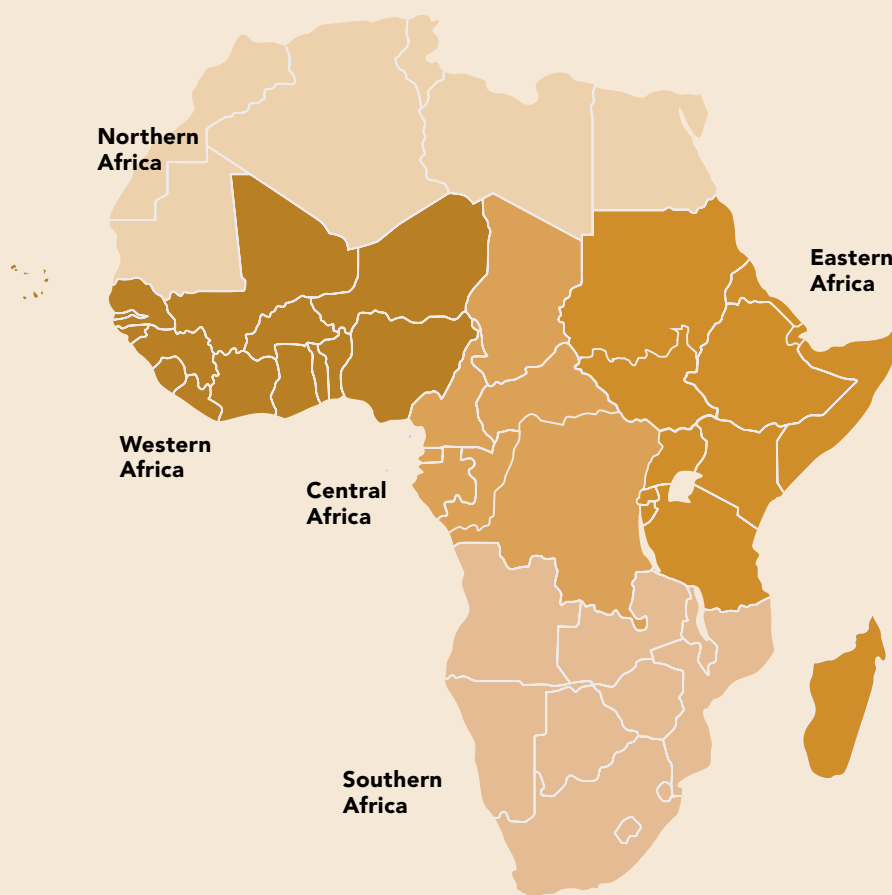 Northern
Africa
Eastern
Africa
Western
Africa
Central
Africa
Southern
Africa